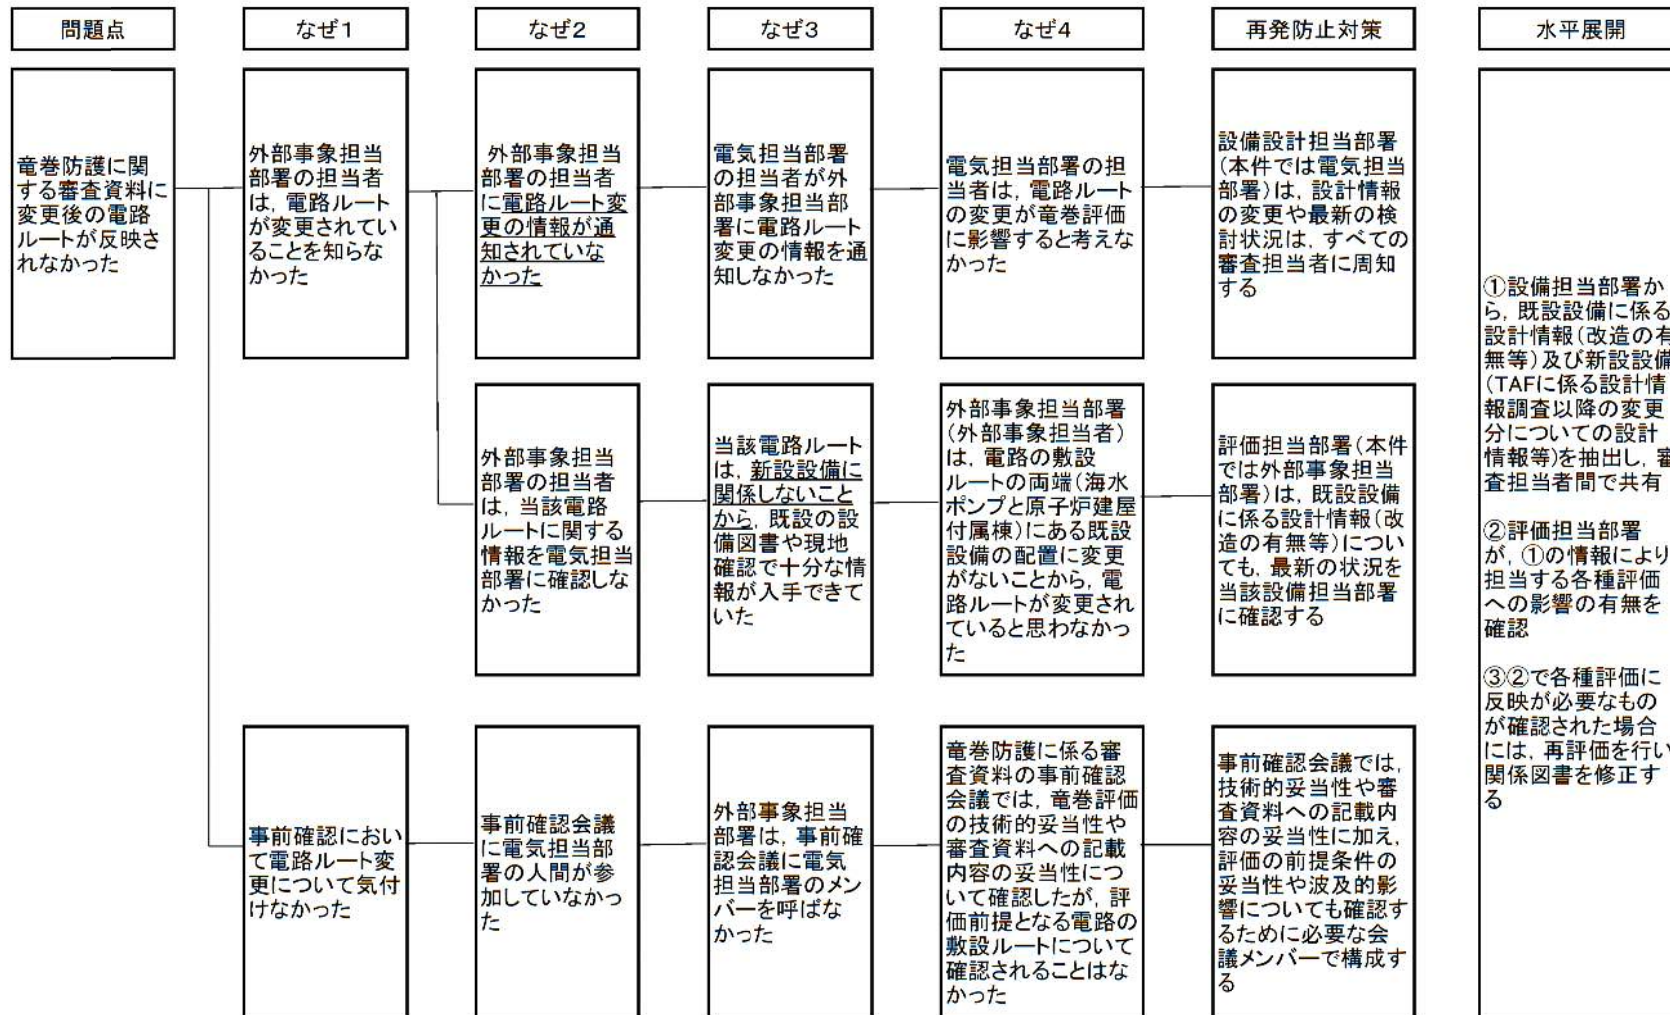 問題点
なぜ1
なぜ2
なぜ3
なぜ4
再発防止対策
水平展開
竜巻防護に関
する審査資料に
変更後の電路
ルートが反映さ
れなかった
外部事象担当
部署の担当者
は，電路ルート
が変更されてい
ることを知らな
かった
外部事象担当
部署の担当者
に電路ルート変
更の情報が通
知されていな
かった
電気担当部署
の担当者が外
部事象担当部
署に電路ルート
変更の情報を通
知しなかった
電気担当部署の担
当者は，電路ルート
の変更が竜巻評価
に影響すると考えな
かった
設備設計担当部署
(本件では電気担当
部署)は，設計情報
の変更や最新の検
討状況は，すべての
審査担当者に周知
する
外部事象担当
部署の担当者
は，当該電路
ルートに関する
情報を電気担当
部署に確認しな
かった
当該電路ルート
は，新設設備に
関係しないこと
から，既設の設
備図書や現地
確認で十分な情
報が入手できて
いた
外部事象担当部署
(外部事象担当者)
は，電路の敷設
ルートの両端(海水
ポンプと原子炉建屋
付属棟)にある既設
設備の配置に変更
がないことから，電
路ルートが変更され
ていると思わなかっ
た
評価担当部署(本件
では外部事象担当
部署)は，既設設備
に係る設計情報(改
造の有無等)につい
ても，最新の状況を
当該設備担当部署
に確認する
事前確認におい
て電路ルート変
更について気付
けなかった
事前確認会議
に電気担当部
署の人間が参
加していなかっ
た
外部事象担当
部署は，事前確
認会議に電気
担当部署のメン
バーを呼ばな
かった
竜巻防護に係る審
査資料の事前確認
会議では，竜巻評価
の技術的妥当性や
審査資料への記載
内容の妥当性につ
いて確認したが，評
価前提となる電路の
敷設ルートについて
確認されることはな
かった
事前確認会議では，
技術的妥当性や審
査資料への記載内
容の妥当性に加え，
評価の前提条件の
妥当性や波及的影
響についても確認す
るために必要な会
議メンバーで構成す
る
①設備担当部署か
ら，既設設備に係る
設計情報(改造の有
無等)及び新設設備
(TAFに係る設計情
報調査以降の変更
分についての設計
情報等)を抽出し，審
査担当者間で共有
②評価担当部署
が，①の情報により
担当する各種評価
への影響の有無を
確認
③②で各種評価に
反映が必要なもの
が確認された場合
には，再評価を行い
関係図書を修正す
る